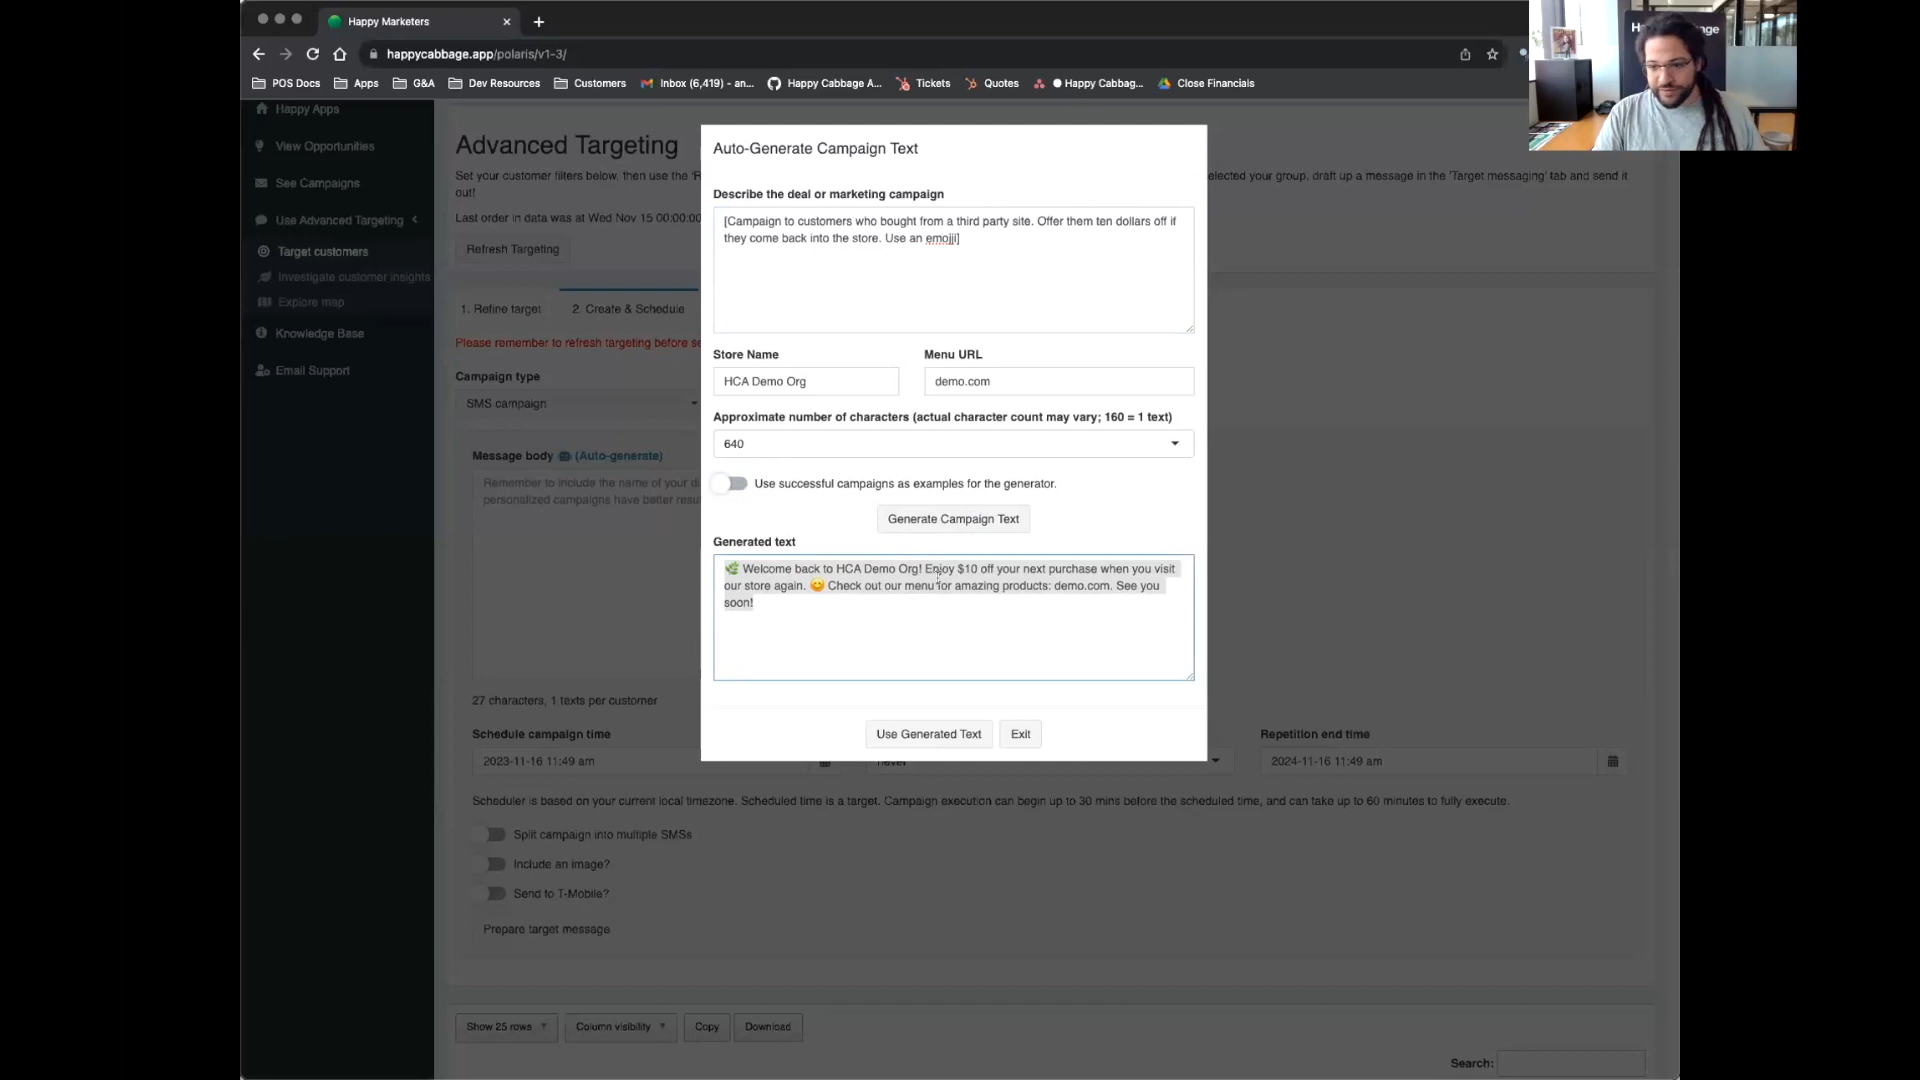 Happy Marketers
happycabbage.app/polaris/v1-3/
POS Docs Apps G&A Dev Resources Customers Inbox (6,419) - an... Happy Cabbage A... Tickets Quotes Happy Cabbag... Close Financials
Happy Apps
View Opportunities
See Campaigns
Use Advanced Targeting
Target customers
Investigate customer insights
Explore map
Knowledge Base
Email Support
Advanced Targeting
Set your customer filters below, then use the 'R
elected your group, draft up a message in the 'Target messaging' tab and send it
out!
Last order in data was at Wed Nov 15 00:00:00
Refresh Targeting
1. Refine target 2. Create & Schedule
Please remember to refresh targeting before se
Campaign type
SMS campaign
Message body (Auto-generate)
Remember to include the name of your di
personalized campaigns have better resu
27 characters, 1 texts per customer
Schedule campaign time
2023-11-16 11:49 am
never
Repetition end time
2024-11-16 11:49 am
Scheduler is based on your current local timezone. Scheduled time is a target. Campaign execution can begin up to 30 mins before the scheduled time, and can take up to 60 minutes to fully execute.
Split campaign into multiple SMSs
Include an image?
Send to T-Mobile?
Prepare target message
Show 25 rows Column visibility Copy Download
Search:
Auto-Generate Campaign Text
Describe the deal or marketing campaign
[Campaign to customers who bought from a third party site. Offer them ten dollars off if
they come back into the store. Use an emojji]
Store Name Menu URL
HCA Demo Org demo.com
Approximate number of characters (actual character count may vary; 160 = 1 text)
640
Use successful campaigns as examples for the generator.
Generate Campaign Text
Generated text
🌿 Welcome back to HCA Demo Org! Enjoy $10 off your next purchase when you visit
our store again. 😊 Check out our menu for amazing products: demo.com. See you
soon!
Use Generated Text Exit